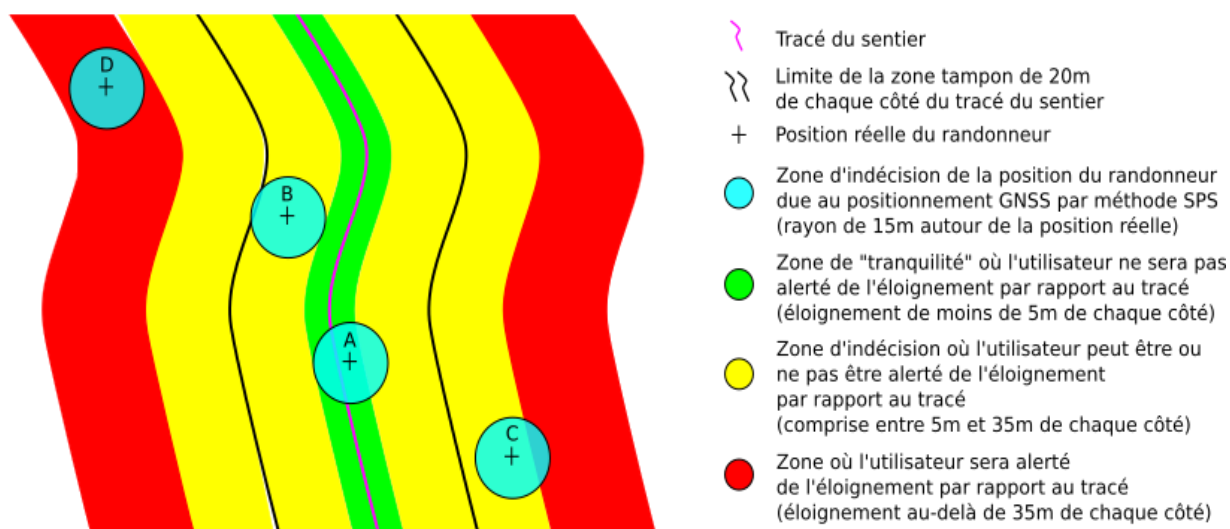 D
B
A
C
Tracé du sentier
Limite de la zone tampon de 20m
de chaque côté du tracé du sentier
Position réelle du randonneur
Zone d'indécision de la position du randonneur
due au positionnement GNSS par méthode SPS
(rayon de 15m autour de la position réelle)
Zone de "tranquilité" où l'utilisateur ne sera pas
alerté de l'éloignement par rapport au tracé
(éloignement de moins de 5m de chaque côté)
Zone d'indécision où l'utilisateur peut être ou
ne pas être alerté de l'éloignement
par rapport au tracé
(comprise entre 5m et 35m de chaque côté)
Zone où l'utilisateur sera alerté
de l'éloignement par rapport au tracé
(éloignement au-delà de 35m de chaque côté)